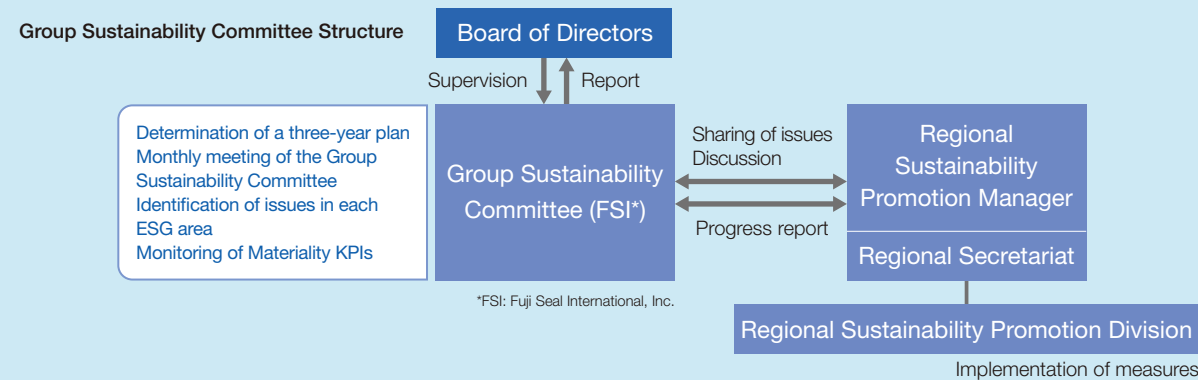 Group Sustainability Committee Structure
Board of Directors
Supervision
Report
Determination of a three-year plan
Monthly meeting of the Group
Sustainability Committee
Identification of issues in each
ESG area
Monitoring of Materiality KPIs
Group Sustainability
Committee (FSI*)
Sharing of issues
Discussion
Progress report
Regional
Sustainability
Promotion Manager
Regional Secretariat
*FSI: Fuji Seal International, Inc.
Regional Sustainability Promotion Division
Implementation of measures